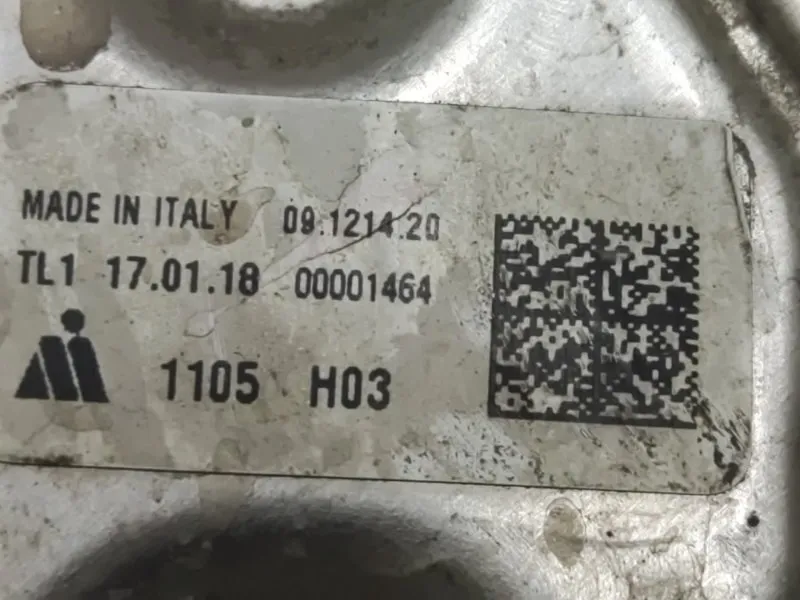 MADE IN ITALY 09.1214.20
TL1 17.01.18 00001464
1105 H03